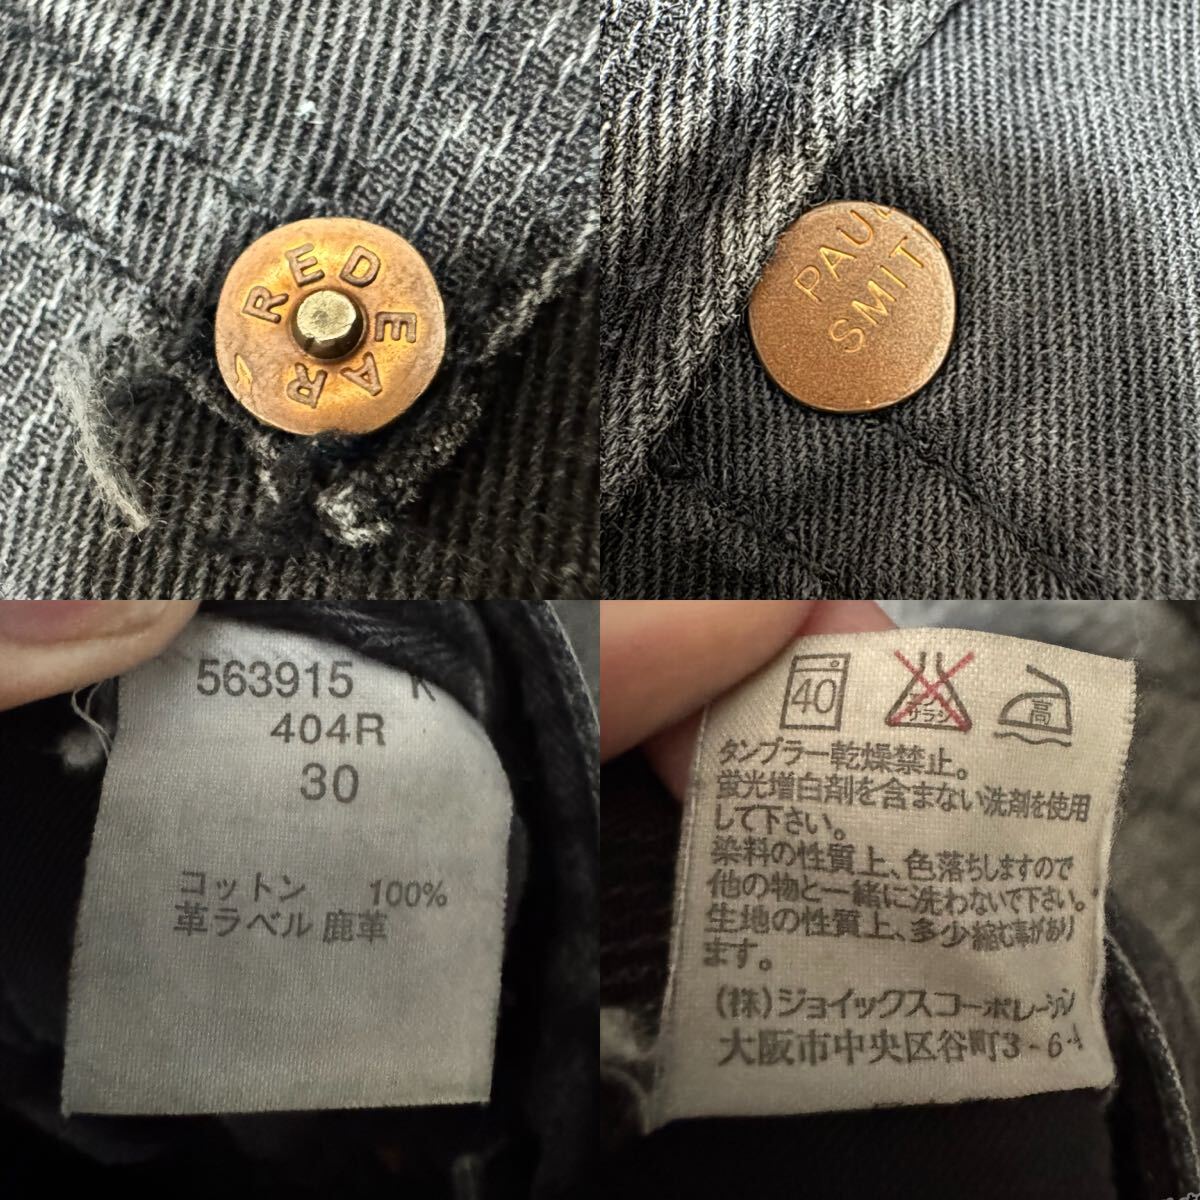 RED EAR
PAU
SMIT
563915 K
404R
30
コットン 100%
革ラベル 鹿革
40
サラシ
高
タンブラー乾燥禁止。
蛍光増白剤を含まない洗剤を使用
して下さい。
染料の性質上、色落ちしますので
他の物と一緒に洗わないで下さい。
生地の性質上、多少縮む事があり
ます。
(株)ジョイックスコーポレーション
大阪市中央区谷町3-6-4